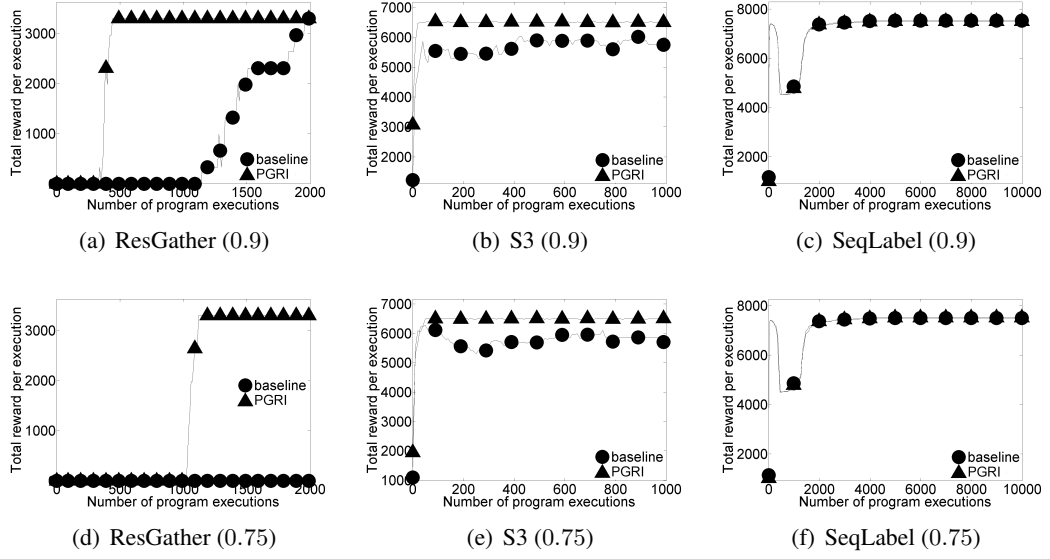 Total reward per execution
3000
2000
1000
0
500
1000
1500
2000
Number of program executions
baseline
PGRI
(a) ResGather (0.9)
Total reward per execution
7000
6000
5000
4000
3000
2000
0
200
400
600
800
1000
Number of program executions
baseline
PGRI
(b) S3 (0.9)
Total reward per execution
8000
6000
4000
2000
0
2000
4000
6000
8000
10000
Number of program executions
baseline
PGRI
(c) SeqLabel (0.9)
Total reward per execution
3000
2000
1000
0
500
1000
1500
2000
Number of program executions
baseline
PGRI
(d) ResGather (0.75)
Total reward per execution
7000
6000
5000
4000
3000
2000
1000
0
200
400
600
800
1000
Number of program executions
baseline
PGRI
(e) S3 (0.75)
Total reward per execution
8000
6000
4000
2000
0
2000
4000
6000
8000
10000
Number of program executions
baseline
PGRI
(f) SeqLabel (0.75)